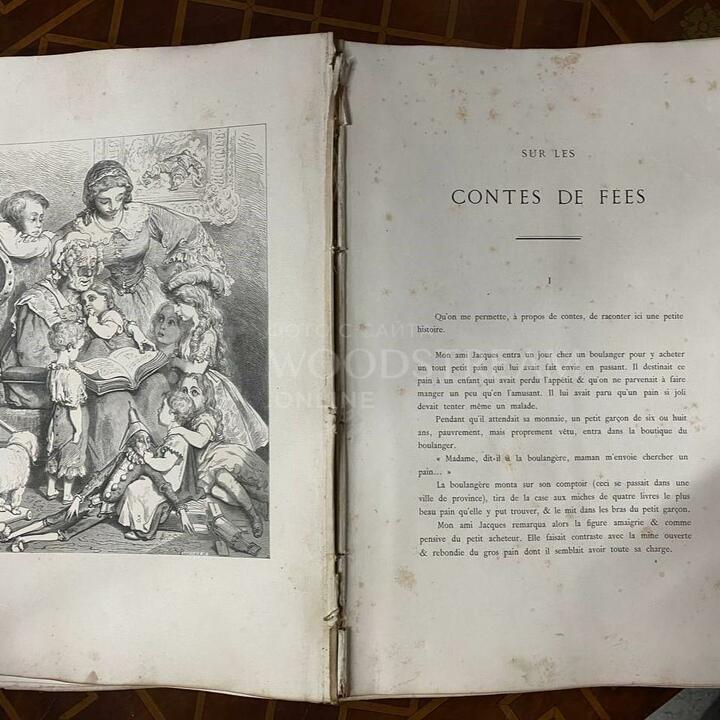 SUR LES
CONTES DE FEES
I
Qu'on me permette, à propos de contes, de raconter ici une petite
histoire.
Mon ami Jacques entra un jour chez un boulanger pour y acheter
un tout petit pain qui lui avait fait envie en passant. Il destinait ce
pain à un enfant qui avait perdu l'appétit & qu'on ne parvenait à faire
manger un peu qu'en l'amusant. Il lui avait paru qu'un pain si joli
devait tenter même un malade.
Pendant qu'il attendait sa monnaie, un petit garçon de six ou huit
ans, pauvrement, mais proprement vêtu, entra dans la boutique du
boulanger.
« Madame, dit-il à la boulangère, maman m'envoie chercher un
pain... »
La boulangère monta sur son comptoir (ceci se passait dans une
ville de province), tira de la case aux miches de quatre livres le plus
beau pain qu'elle y put trouver, & le mit dans les bras du petit garçon.
Mon ami Jacques remarqua alors la figure amaigrie & comme
pensive du petit acheteur. Elle faisait contraste avec la mine ouverte
& rebondie du gros pain dont il semblait avoir toute sa charge.
ФОТО С САЙТА
ONLINE